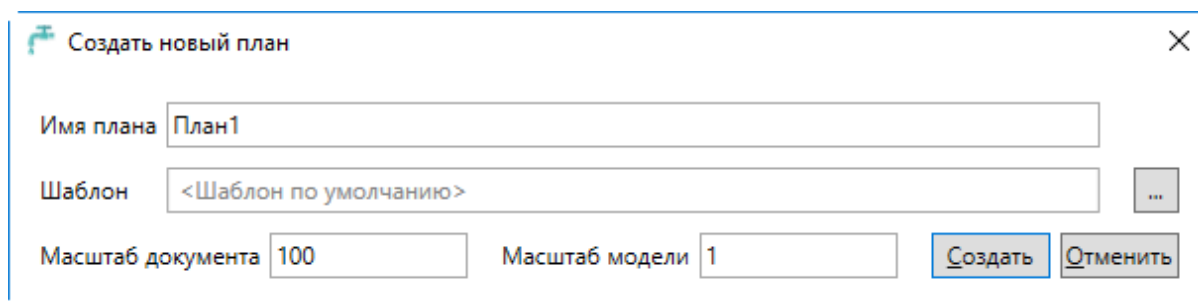 Создать новый план
Имя плана План1
Шаблон <Шаблон по умолчанию> ...
Масштаб документа 100 Масштаб модели 1 Создать Отменить